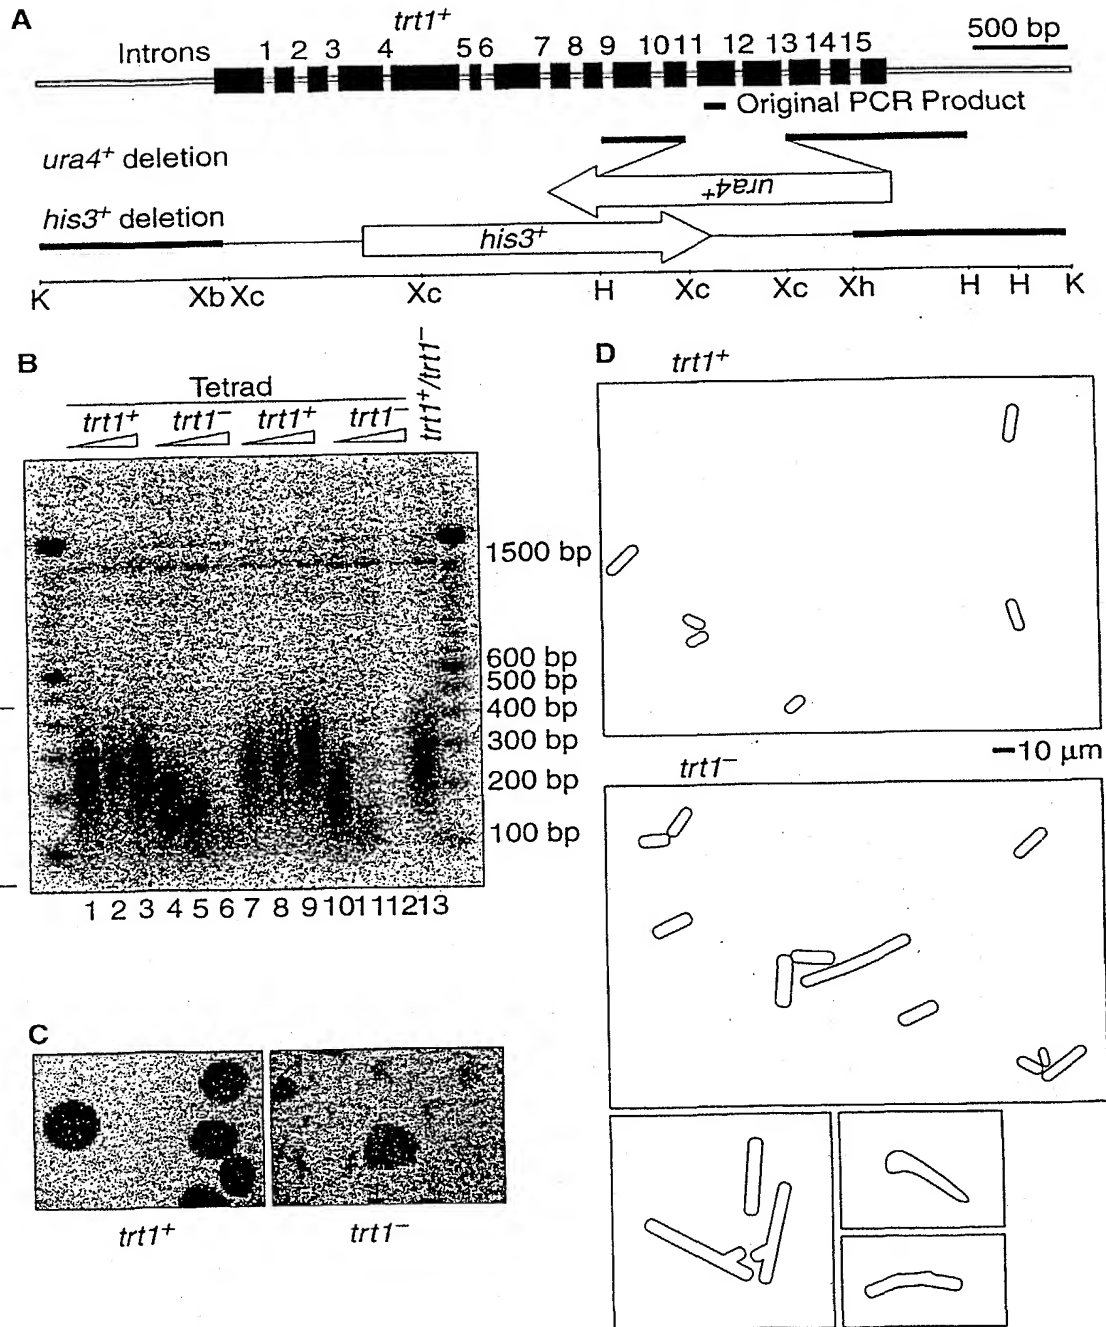 A
trt1+
500 bp
Introns 1 2 3 4 5 6 7 8 9 10 11 12 13 14 15
Original PCR Product
ura4+ deletion
ura4+
his3+ deletion
his3+
K Xb Xc Xc H Xc Xc Xh H H K
B
Tetrad
trt1+ trt1− trt1+ trt1− trt1+/trt1−
1500 bp
600 bp
500 bp
400 bp
300 bp
200 bp
100 bp
1 2 3 4 5 6 7 8 9 10 11 12 13
C
trt1+ trt1−
D
trt1+
10 μm
trt1−